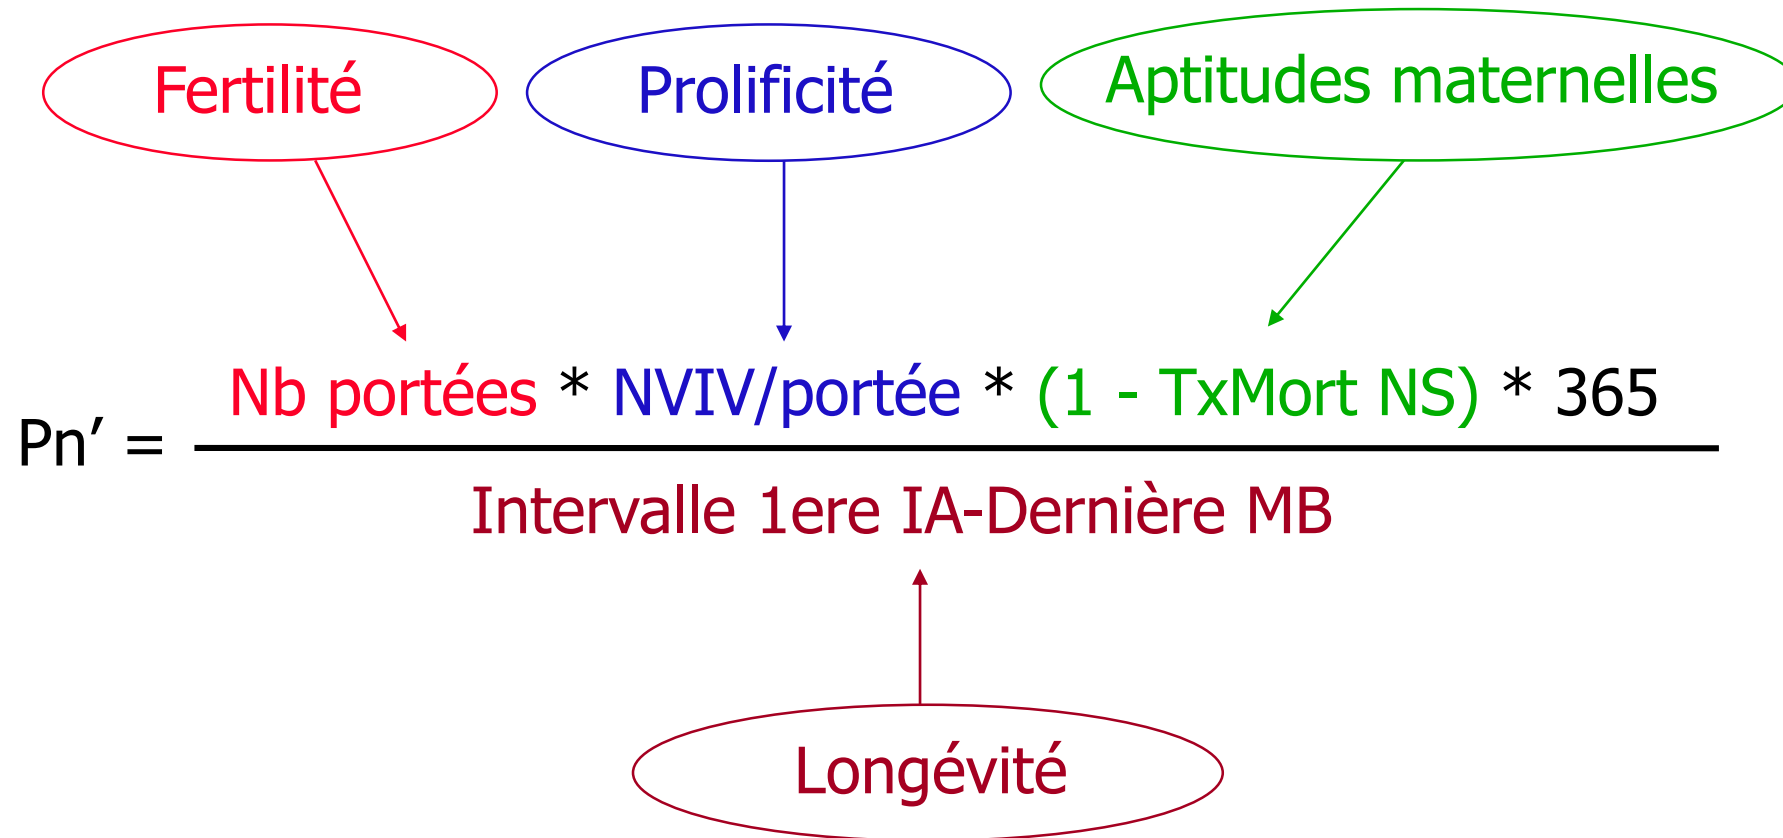 Fertilité
Prolificité
Aptitudes maternelles
Pn’ =
Nb portées * NVIV/portée * (1 - TxMort NS) * 365
Intervalle 1ere IA-Dernière MB
Longévité